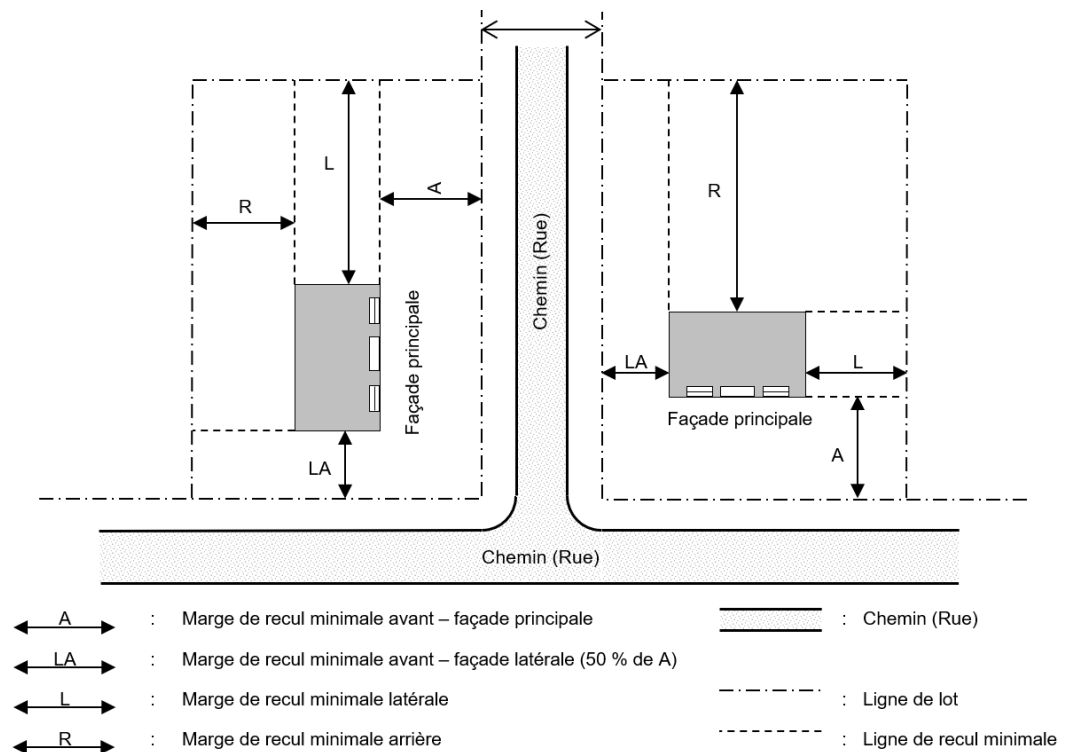 L
A
R
R
Chemin (Rue)
Façade principale
LA
LA
L
Façade principale
A
Chemin (Rue)
A : Marge de recul minimale avant – façade principale
LA : Marge de recul minimale avant – façade latérale (50 % de A)
L : Marge de recul minimale latérale
R : Marge de recul minimale arrière
: Chemin (Rue)
: Ligne de lot
: Ligne de recul minimale